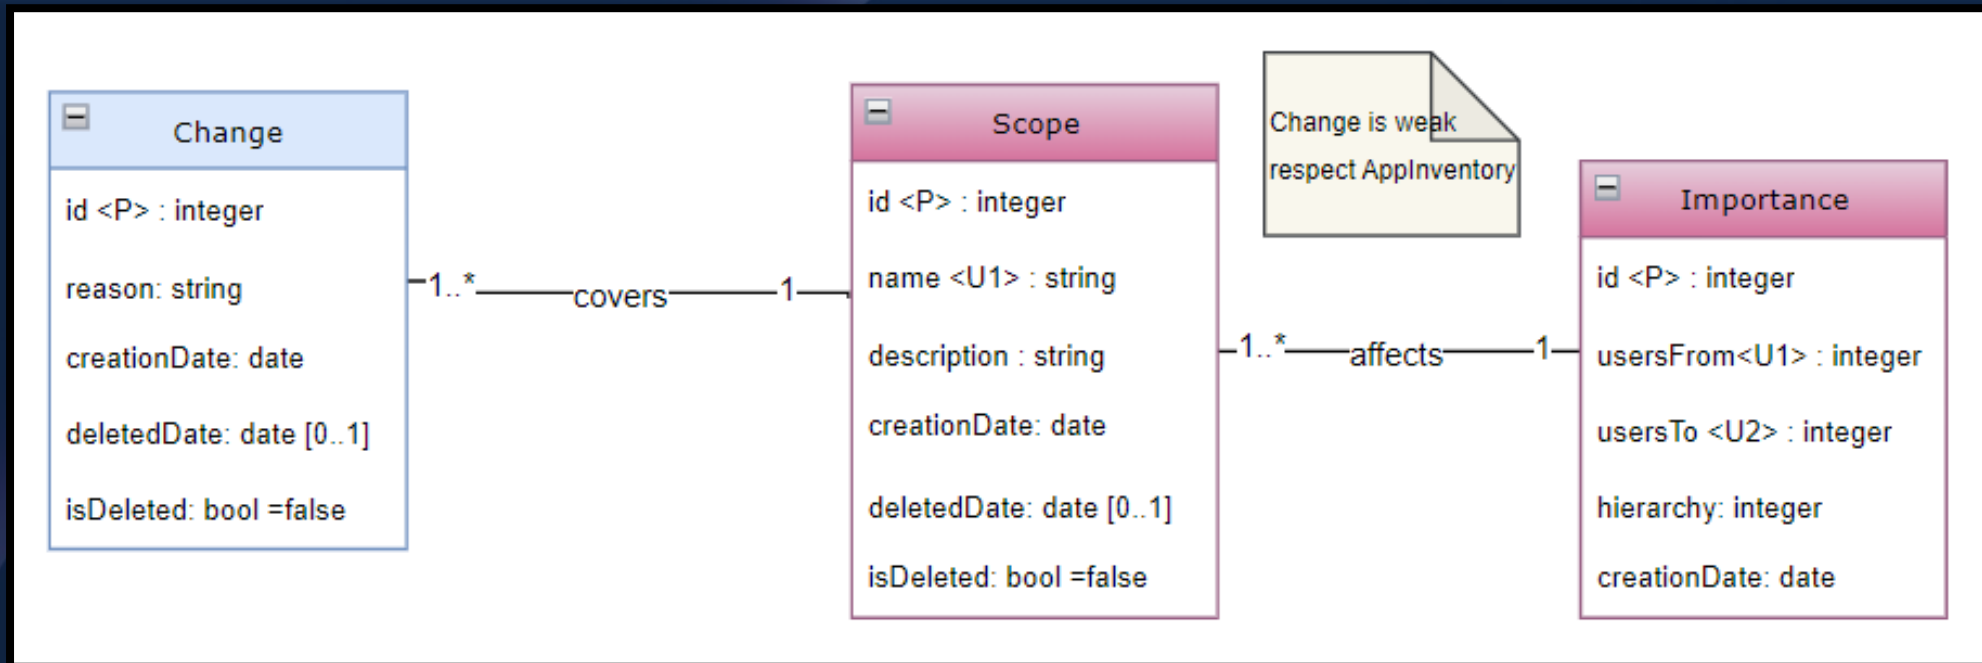 Change
id <P> : integer
reason: string
creationDate: date
deletedDate: date [0..1]
isDeleted: bool =false
1..*
covers
1
Scope
id <P> : integer
name <U1> : string
description : string
creationDate: date
deletedDate: date [0..1]
isDeleted: bool =false
Change is weak
respect AppInventory
1..*
affects
1
Importance
id <P> : integer
usersFrom<U1> : integer
usersTo <U2> : integer
hierarchy: integer
creationDate: date